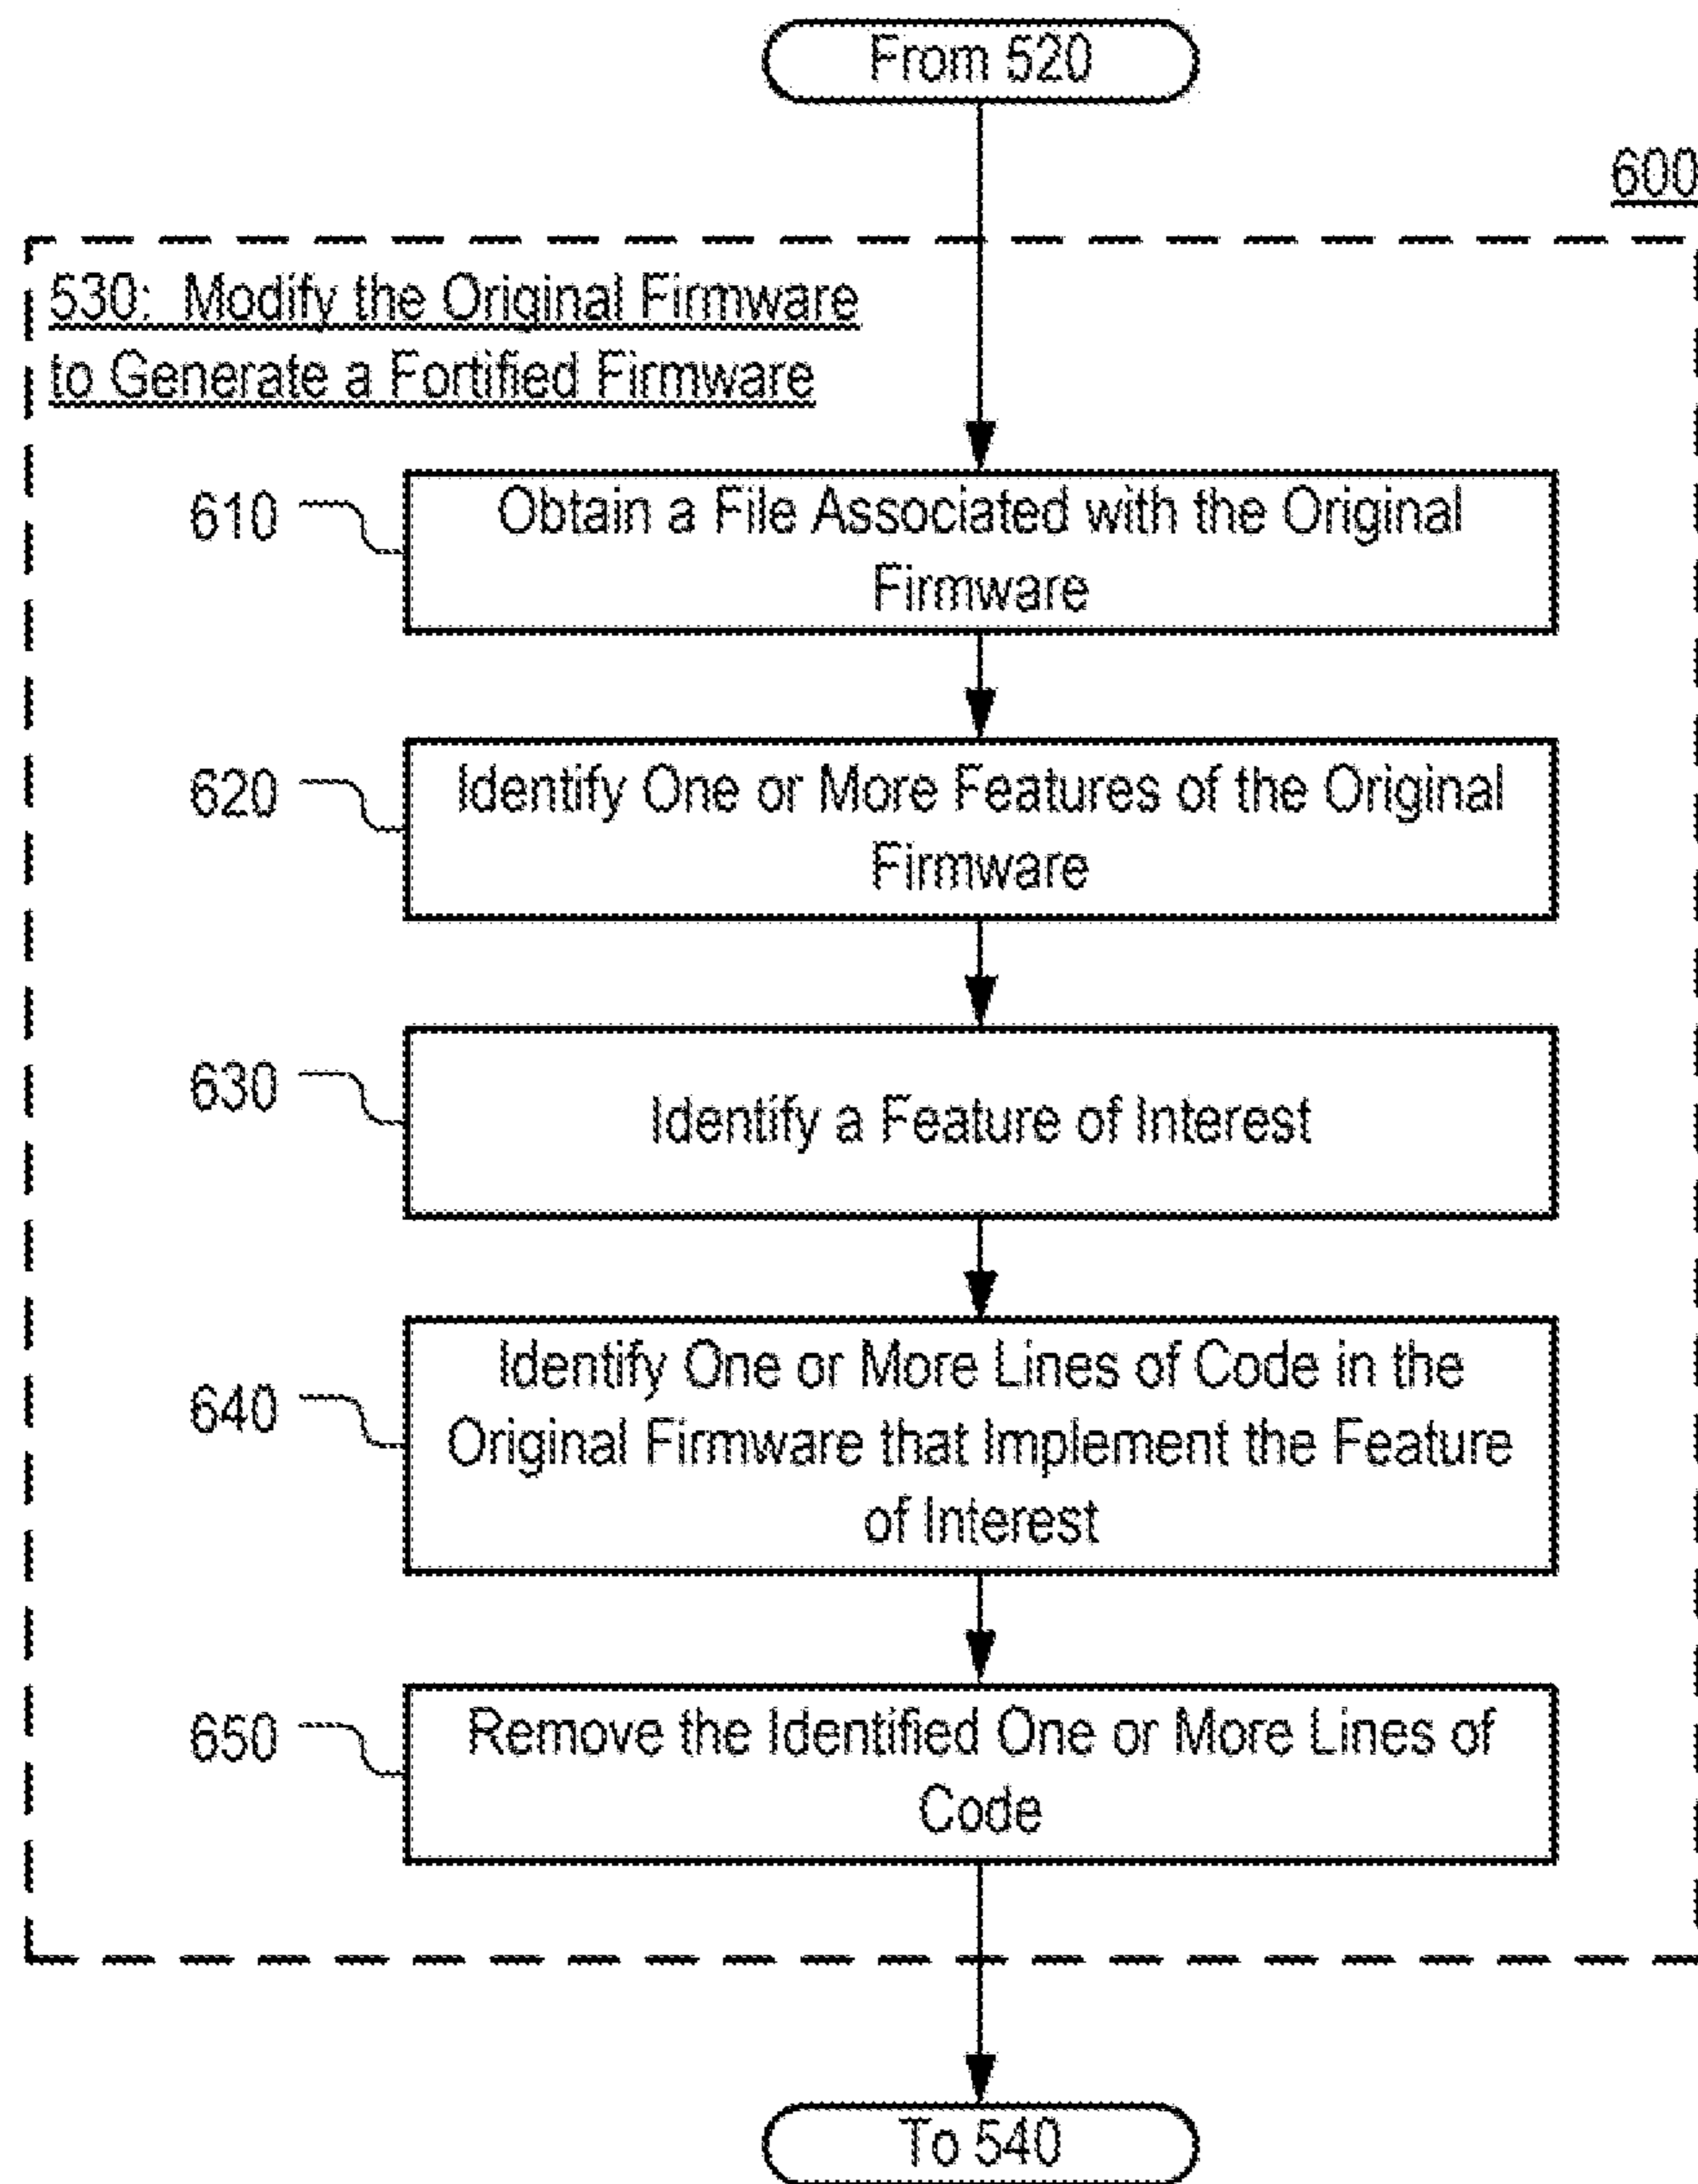 From 520
600
530: Modify the Original Firmware
to Generate a Fortified Firmware
610
Obtain a File Associated with the Original
Firmware
620
Identify One or More Features of the Original
Firmware
630
Identify a Feature of Interest
640
Identify One or More Lines of Code in the
Original Firmware that Implement the Feature
of Interest
650
Remove the Identified One or More Lines of
Code
To 540